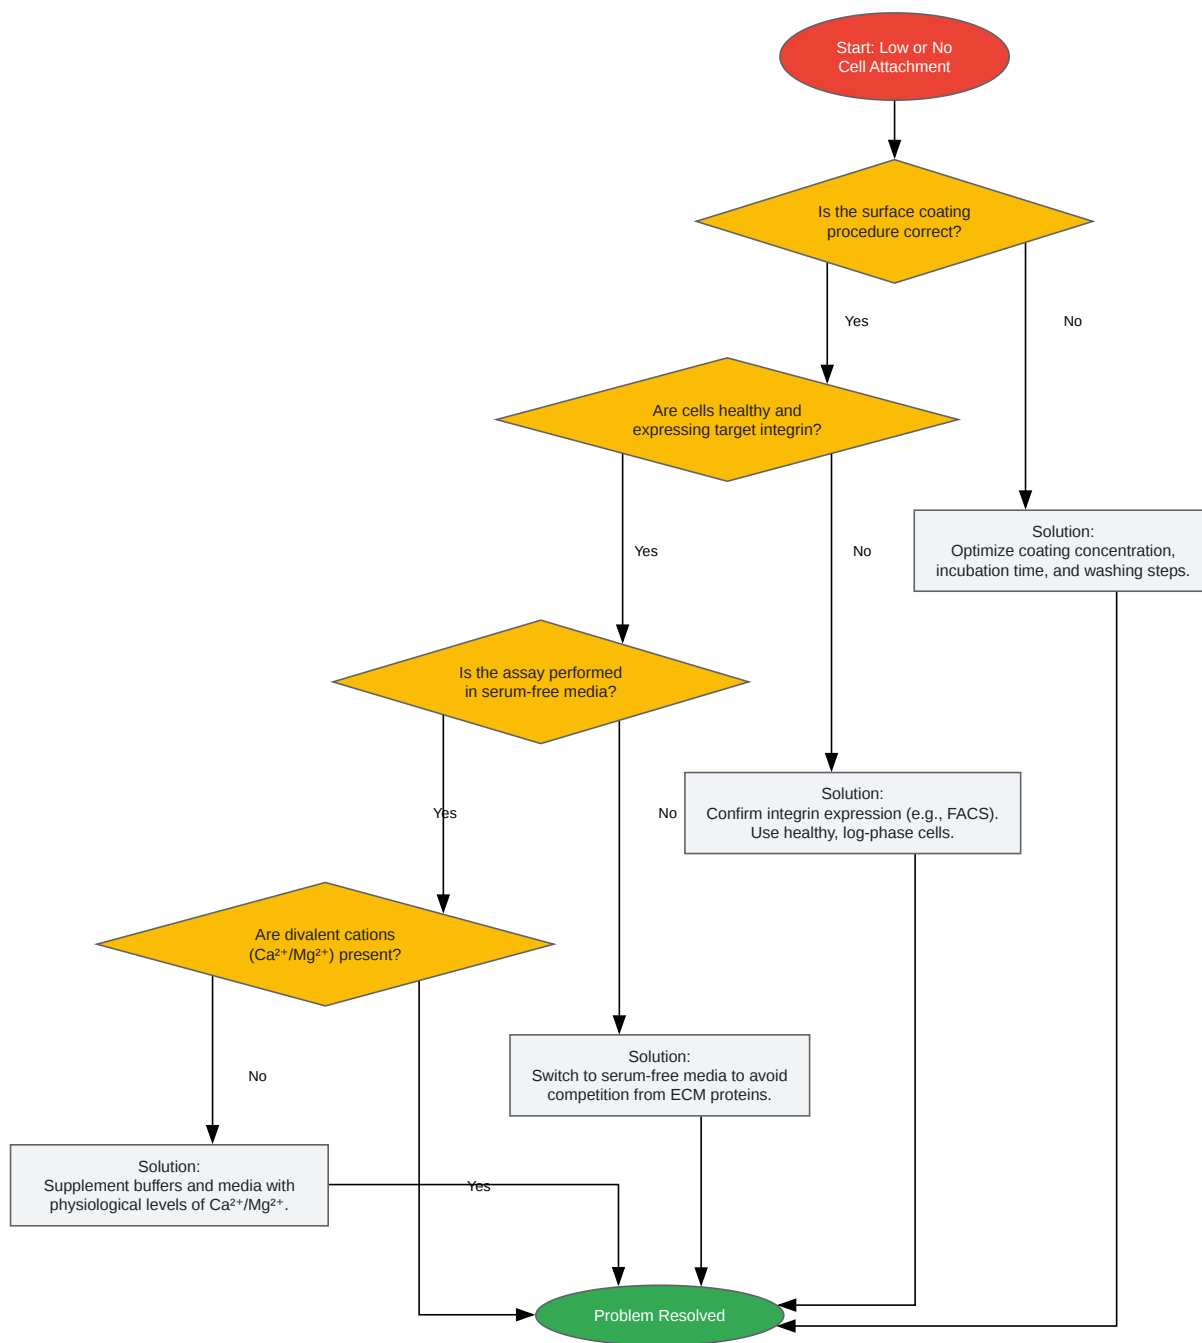 Start: Low or No
Cell Attachment
Is the surface coating
procedure correct?
Yes
No
Are cells healthy and
expressing target integrin?
Yes
No
Solution:
Optimize coating concentration,
incubation time, and washing steps.
Is the assay performed
in serum-free media?
Yes
No
Solution:
Confirm integrin expression (e.g., FACS).
Use healthy, log-phase cells.
Are divalent cations
(Ca²⁺/Mg²⁺) present?
No
Solution:
Switch to serum-free media to avoid
competition from ECM proteins.
Solution:
Supplement buffers and media with
physiological levels of Ca²⁺/Mg²⁺.
Yes
Problem Resolved